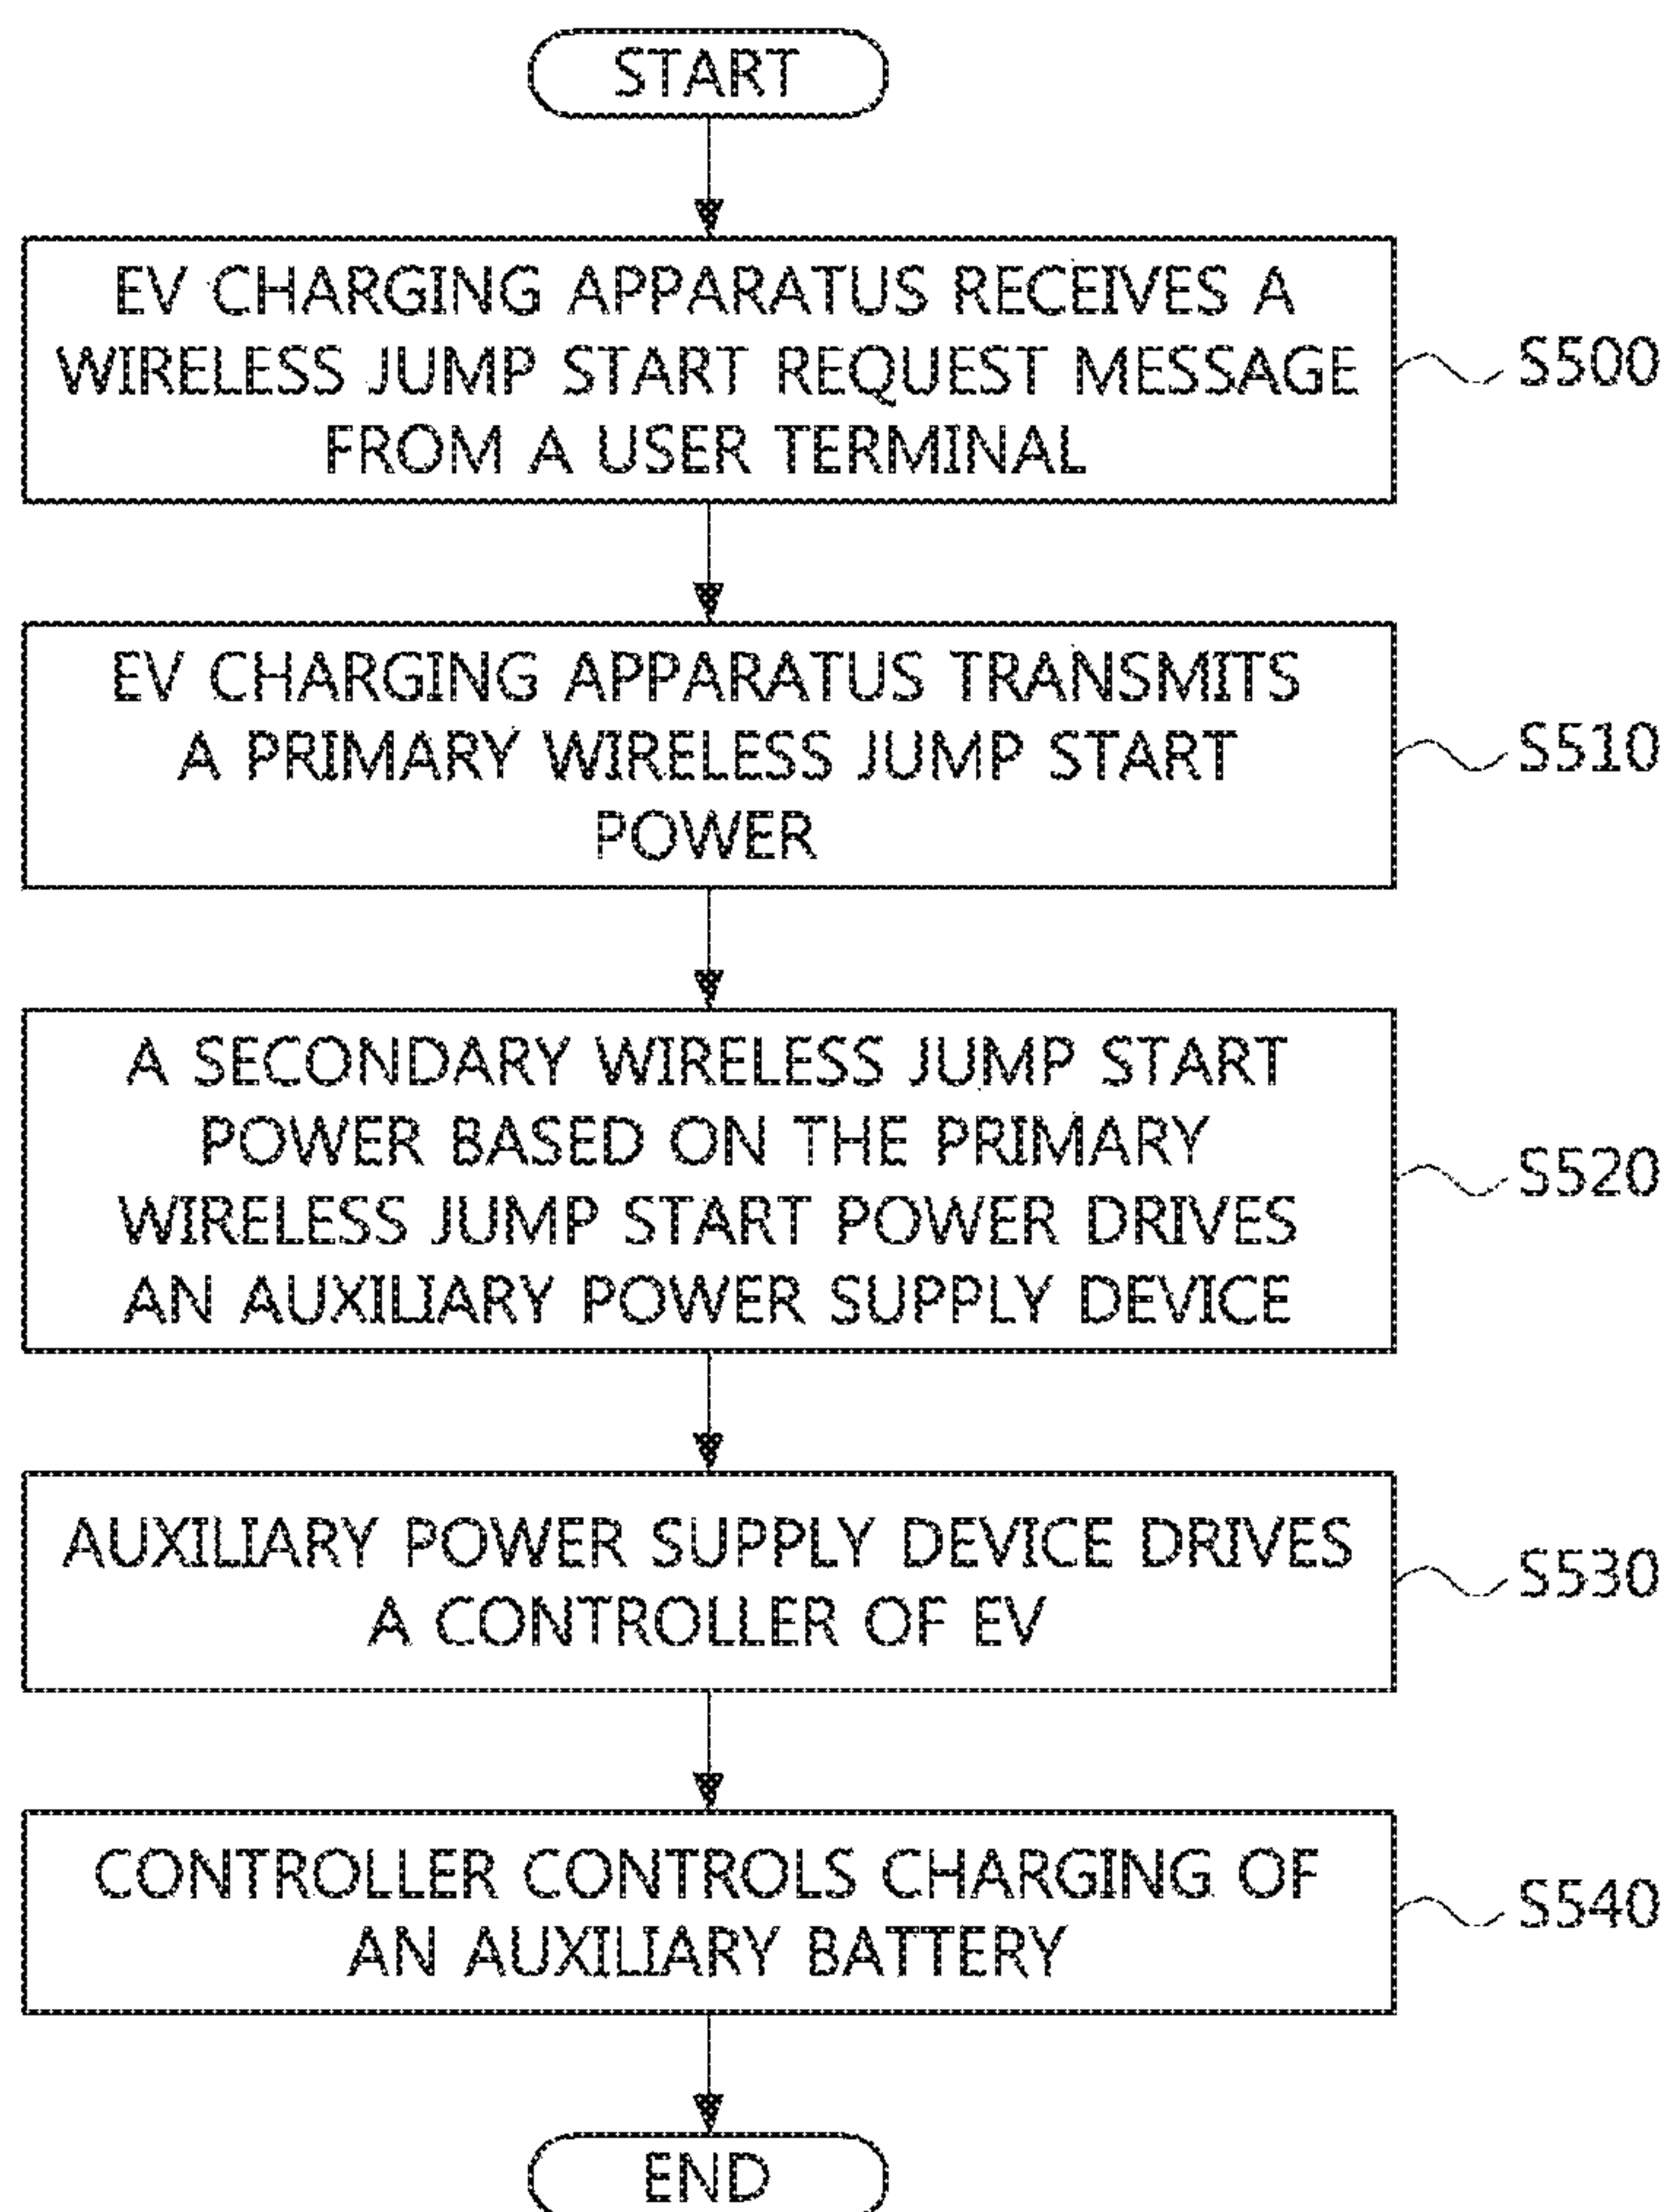 START
EV CHARGING APPARATUS RECEIVES A
WIRELESS JUMP START REQUEST MESSAGE
FROM A USER TERMINAL
S500
EV CHARGING APPARATUS TRANSMITS
A PRIMARY WIRELESS JUMP START
POWER
S510
A SECONDARY WIRELESS JUMP START
POWER BASED ON THE PRIMARY
WIRELESS JUMP START POWER DRIVES
AN AUXILIARY POWER SUPPLY DEVICE
S520
AUXILIARY POWER SUPPLY DEVICE DRIVES
A CONTROLLER OF EV
S530
CONTROLLER CONTROLS CHARGING OF
AN AUXILIARY BATTERY
S540
END